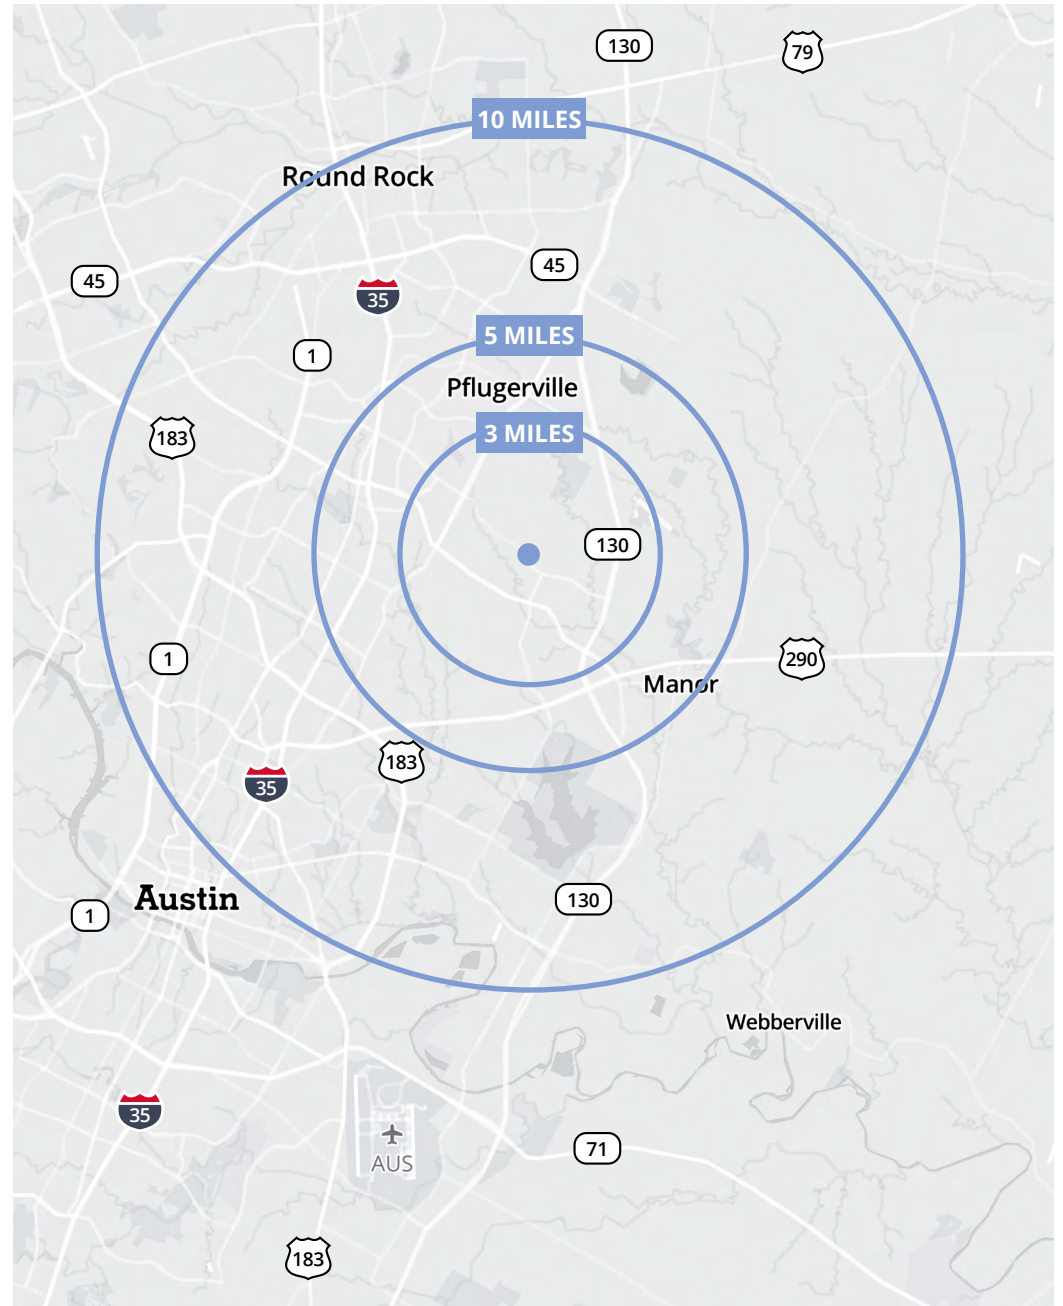 130
79
10 MILES
Round Rock
45
45
35
5 MILES
1
Pflugerville
183
3 MILES
130
1
290
Manor
183
35
Austin
130
1
Webberville
35
71
AUS
183